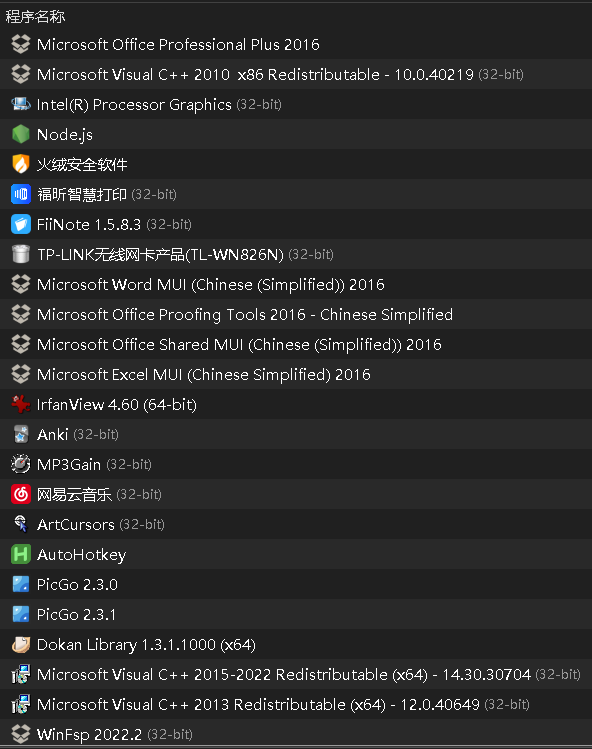 程序名称
Microsoft Office Professional Plus 2016
Microsoft Visual C++ 2010  x86 Redistributable - 10.0.40219 (32-bit)
Intel(R) Processor Graphics (32-bit)
Node.js
火绒安全软件
福昕智慧打印 (32-bit)
FiiNote 1.5.8.3 (32-bit)
TP-LINK无线网卡产品(TL-WN826N) (32-bit)
Microsoft Word MUI (Chinese (Simplified)) 2016
Microsoft Office Proofing Tools 2016 - Chinese Simplified
Microsoft Office Shared MUI (Chinese (Simplified)) 2016
Microsoft Excel MUI (Chinese Simplified) 2016
IrfanView 4.60 (64-bit)
Anki (32-bit)
MP3Gain (32-bit)
网易云音乐 (32-bit)
ArtCursors (32-bit)
AutoHotkey
PicGo 2.3.0
PicGo 2.3.1
Dokan Library 1.3.1.1000 (x64)
Microsoft Visual C++ 2015-2022 Redistributable (x64) - 14.30.30704 (32-bit)
Microsoft Visual C++ 2013 Redistributable (x64) - 12.0.40649 (32-bit)
WinFsp 2022.2 (32-bit)